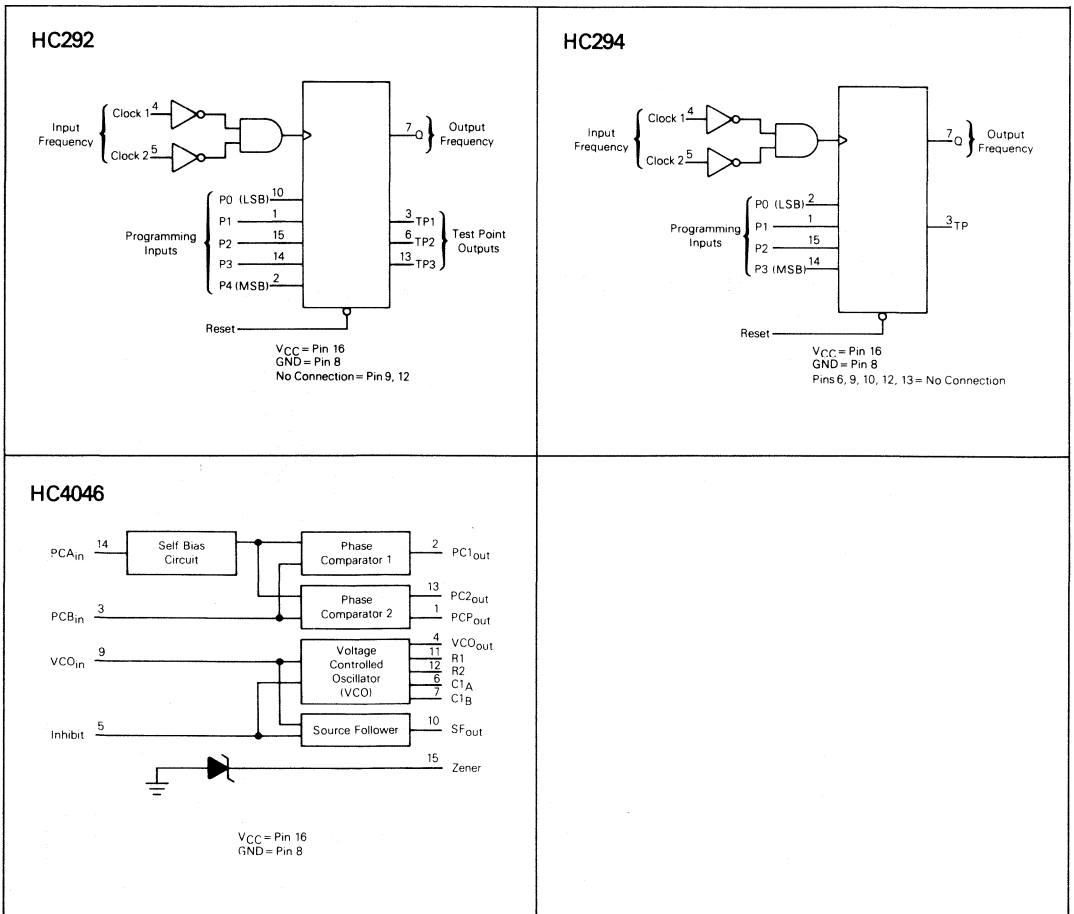 HC292
Clock 1 4
Input Frequency
Clock 2 5
7 Q
Output Frequency
P0 (LSB) 10
P1 1
Programming Inputs
P2 15
P3 14
P4 (MSB) 2
3 TP1
6 TP2
13 TP3
Test Point Outputs
Reset
VCC = Pin 16
GND = Pin 8
No Connection = Pin 9, 12
HC294
Clock 1 4
Input Frequency
Clock 2 5
7 Q
Output Frequency
P0 (LSB) 2
P1 1
Programming Inputs
P2 15
P3 (MSB) 14
3 TP
Reset
VCC = Pin 16
GND = Pin 8
Pins 6, 9, 10, 12, 13 = No Connection
HC4046
PCAin 14
Self Bias
Circuit
Phase
Comparator 1
2 PC1out
PCBin 3
Phase
Comparator 2
13 PC2out
1 PCPout
VCOin 9
Voltage
Controlled
Oscillator
(VCO)
4 VCOout
11 R1
12 R2
6 C1A
7 C1B
Inhibit 5
Source Follower
10 SFout
15 Zener
VCC = Pin 16
GND = Pin 8